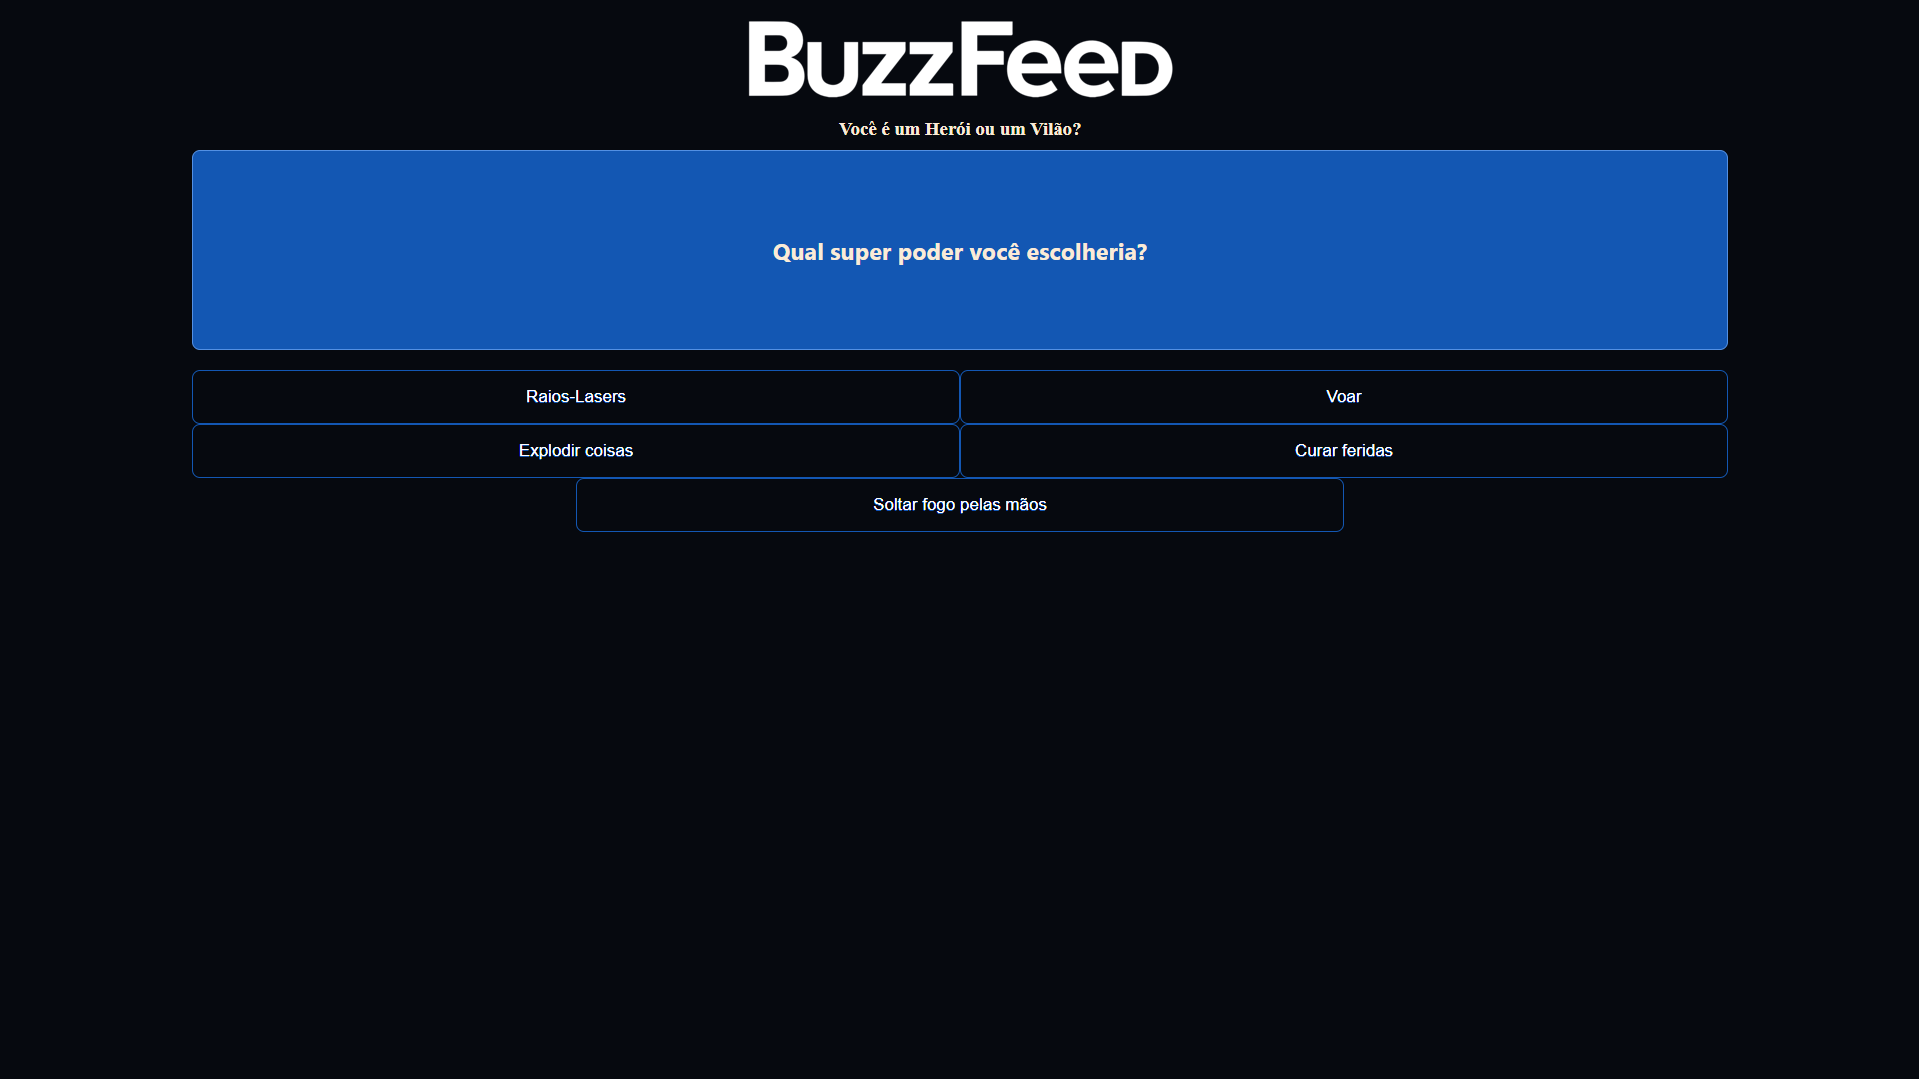 BuzzFeed
Você é um Herói ou um Vilão?
Qual super poder você escolheria?
Raios-Lasers
Voar
Explodir coisas
Curar feridas
Soltar fogo pelas mãos